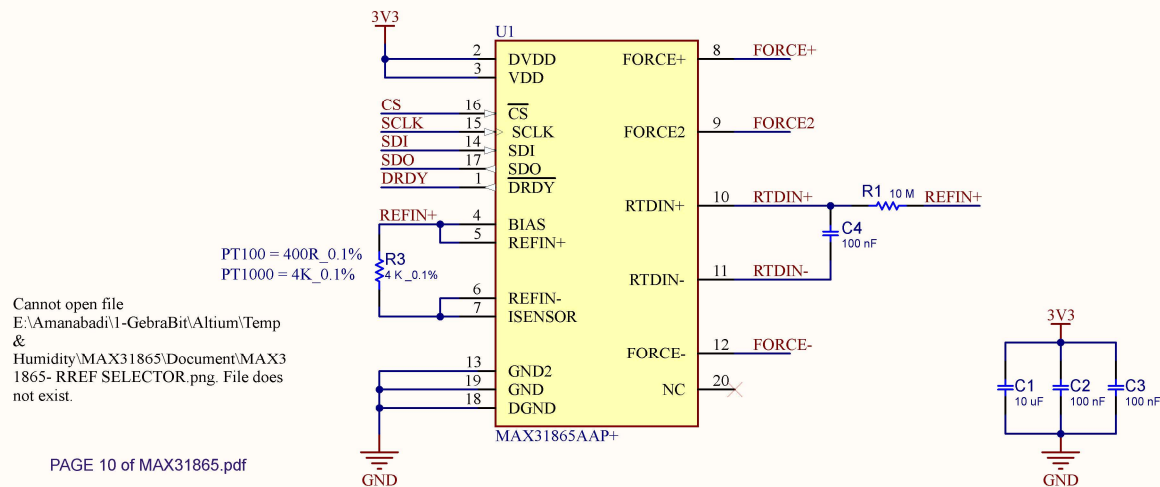 3V3
U1
2
DVDD
3
VDD
CS
16
CS
SCLK
15
SCLK
SDI
14
SDI
SDO
17
SDO
DRDY
1
DRDY
REFIN+
4
BIAS
5
REFIN+
PT100 = 400R_0.1%
PT1000 = 4K_0.1%
R3
4 K_0.1%
6
REFIN-
7
ISENSOR
13
GND2
19
GND
18
DGND
GND
FORCE+
8
FORCE+
FORCE2
9
FORCE2
RTDIN+
10
RTDIN+
R1
10 M
REFIN+
C4
100 nF
RTDIN-
11
RTDIN-
FORCE-
12
FORCE-
NC
20
MAX31865AAP+
Cannot open file
E:\Amanabadi\1-GebraBit\Altium\Temp
&
Humidity\MAX31865\Document\MAX3
1865- RREF SELECTOR.png. File does
not exist.
PAGE 10 of MAX31865.pdf
3V3
C1
10 uF
C2
100 nF
C3
100 nF
GND